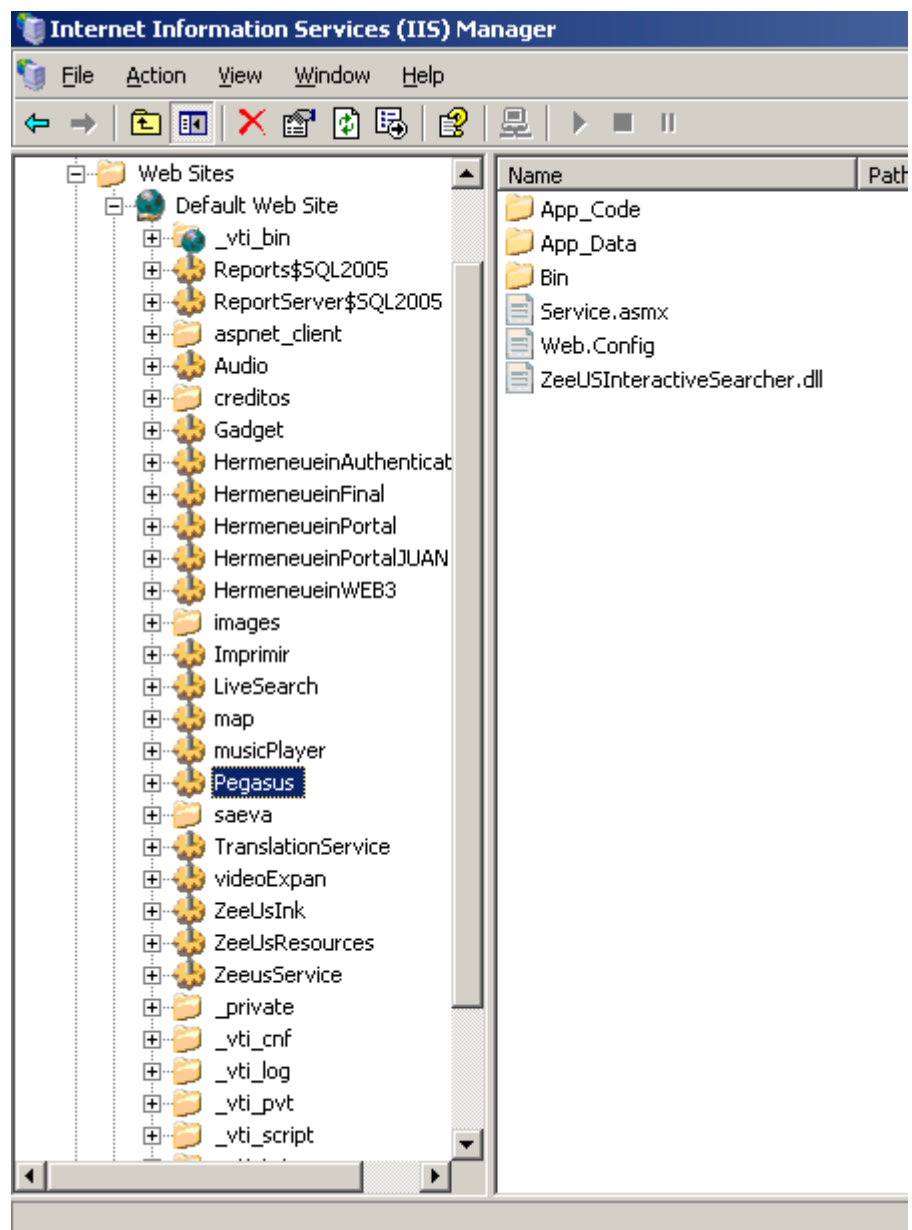 Internet Information Services (IIS) Manager
File Action View Window Help
Web Sites
Default Web Site
_vti_bin
Reports$SQL2005
ReportServer$SQL2005
aspnet_client
Audio
creditos
Gadget
HermeneueinAuthenticat
HermeneueinFinal
HermeneueinPortal
HermeneueinPortalJUAN
HermeneueinWEB3
images
Imprimir
LiveSearch
map
musicPlayer
Pegasus
saeva
TranslationService
videoExpan
ZeeUsInk
ZeeUsResources
ZeeusService
_private
_vti_cnf
_vti_log
_vti_pvt
_vti_script
Name Path
App_Code
App_Data
Bin
Service.asmx
Web.Config
ZeeUSInteractiveSearcher.dll